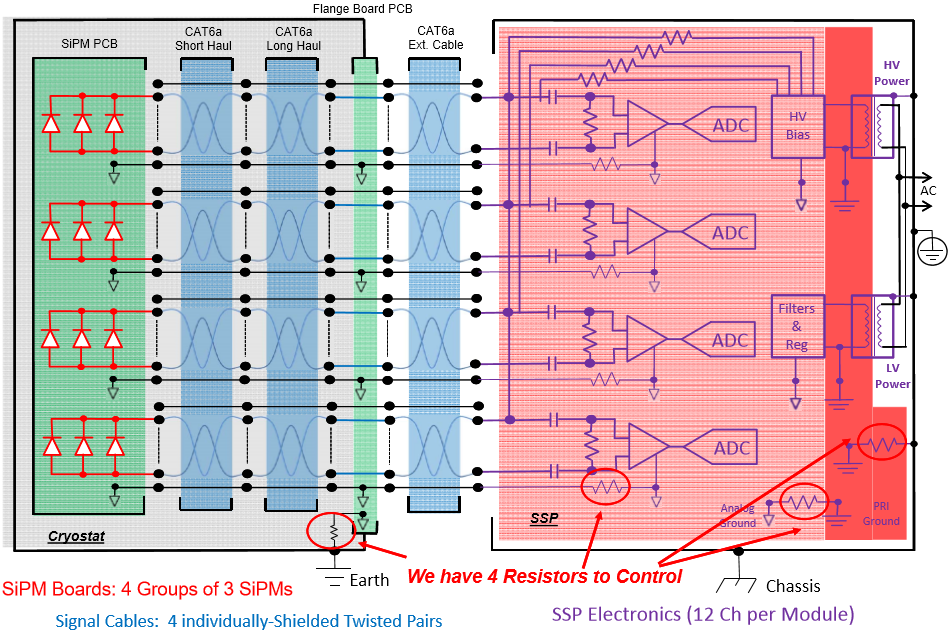 Flange Board PCB
SiPM PCB
CAT6a
Short Haul
CAT6a
Long Haul
CAT6a
Ext. Cable
HV
Power
HV
Bias
ADC
AC
ADC
Filters
&
Reg
ADC
LV
Power
ADC
Analog
Ground
PRI
Ground
SSP
Cryostat
Earth
We have 4 Resistors to Control
Chassis
SiPM Boards: 4 Groups of 3 SiPMs
SSP Electronics (12 Ch per Module)
Signal Cables:  4 individually-Shielded Twisted Pairs